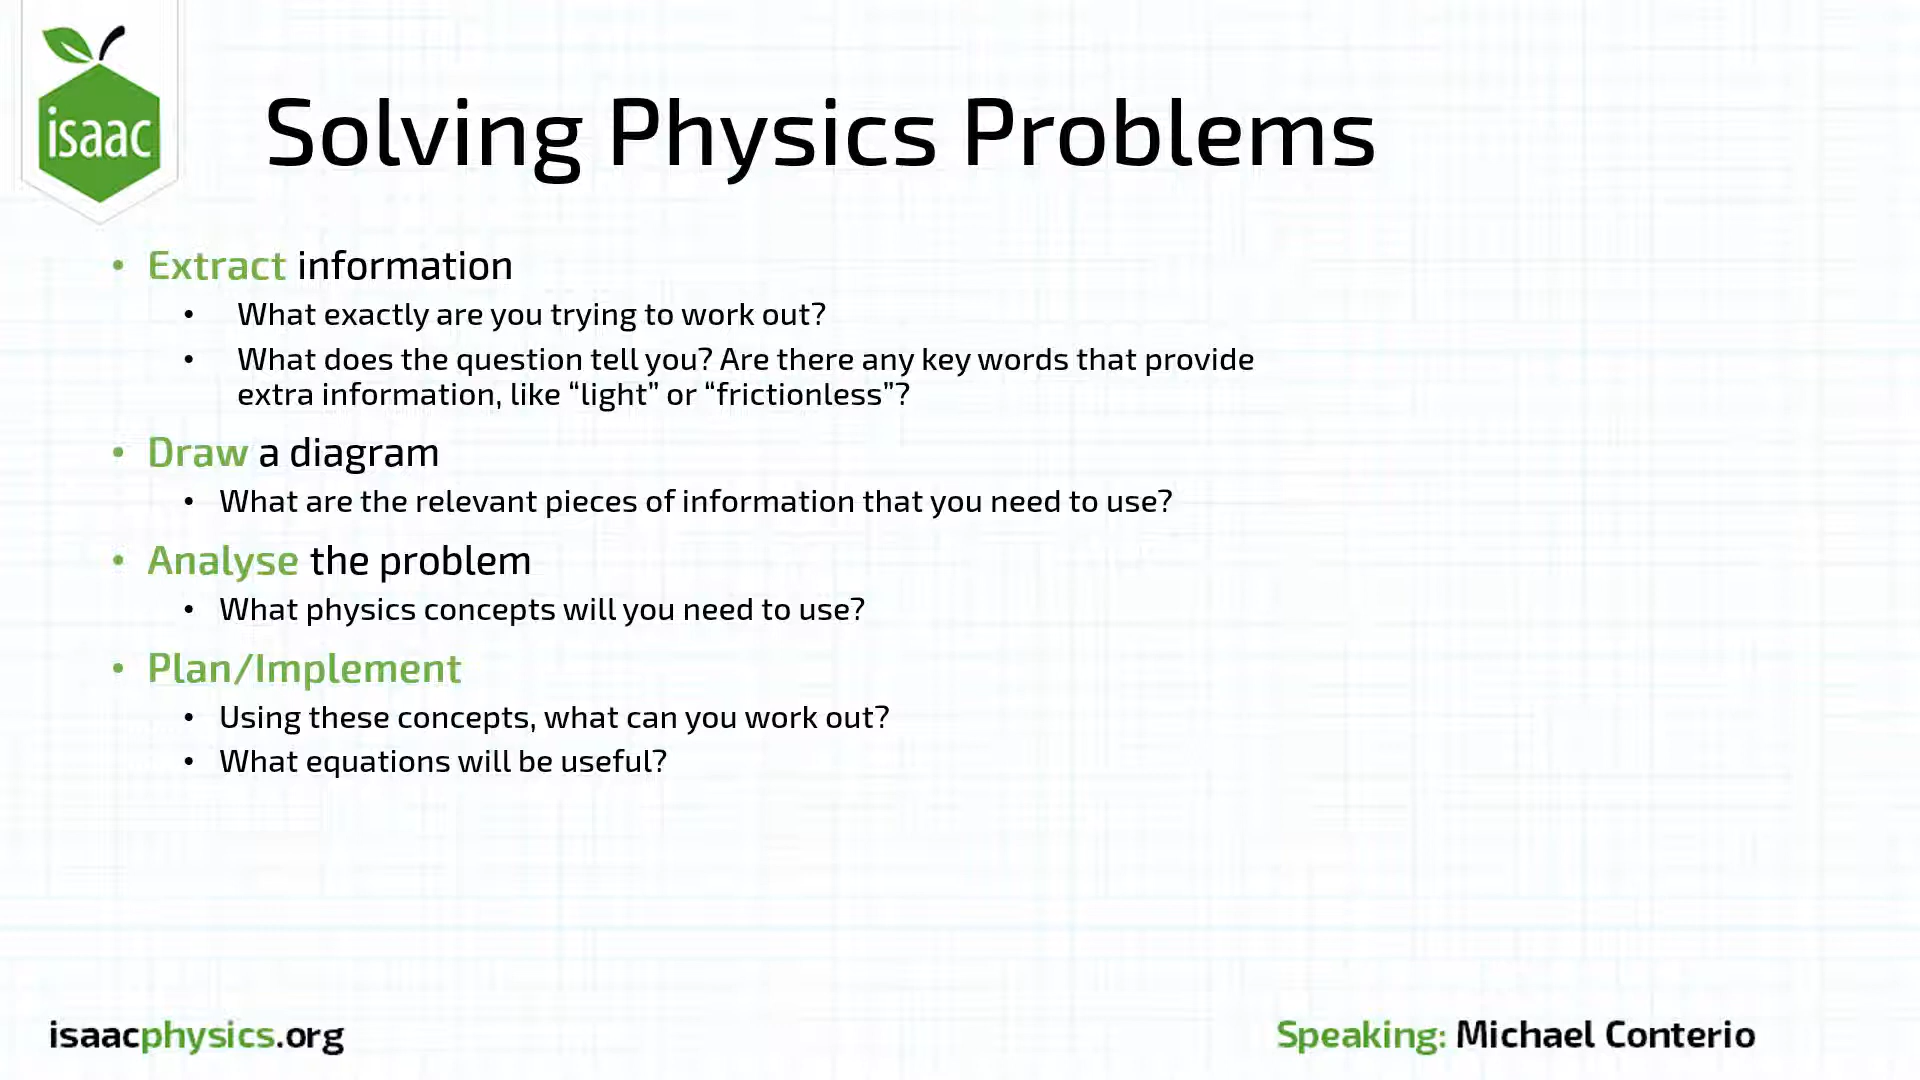 isaac
Solving Physics Problems
• Extract information
• What exactly are you trying to work out?
• What does the question tell you? Are there any key words that provide
extra information, like “light” or “frictionless”?
• Draw a diagram
• What are the relevant pieces of information that you need to use?
• Analyse the problem
• What physics concepts will you need to use?
• Plan/Implement
• Using these concepts, what can you work out?
• What equations will be useful?
isaacphysics.org
Speaking: Michael Conterio